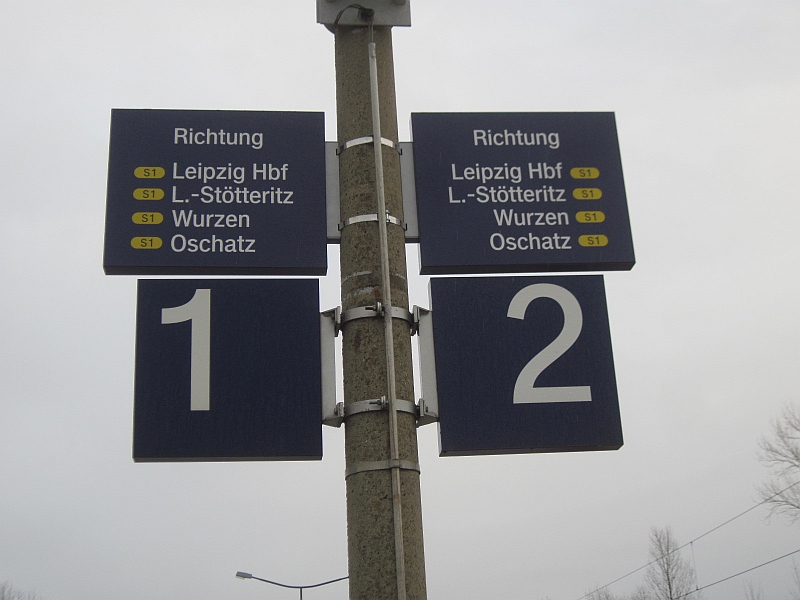 Richtung
S1 Leipzig Hbf
S1 L.-Stötteritz
S1 Wurzen
S1 Oschatz
1
Richtung
Leipzig Hbf S1
L.-Stötteritz S1
Wurzen S1
Oschatz S1
2